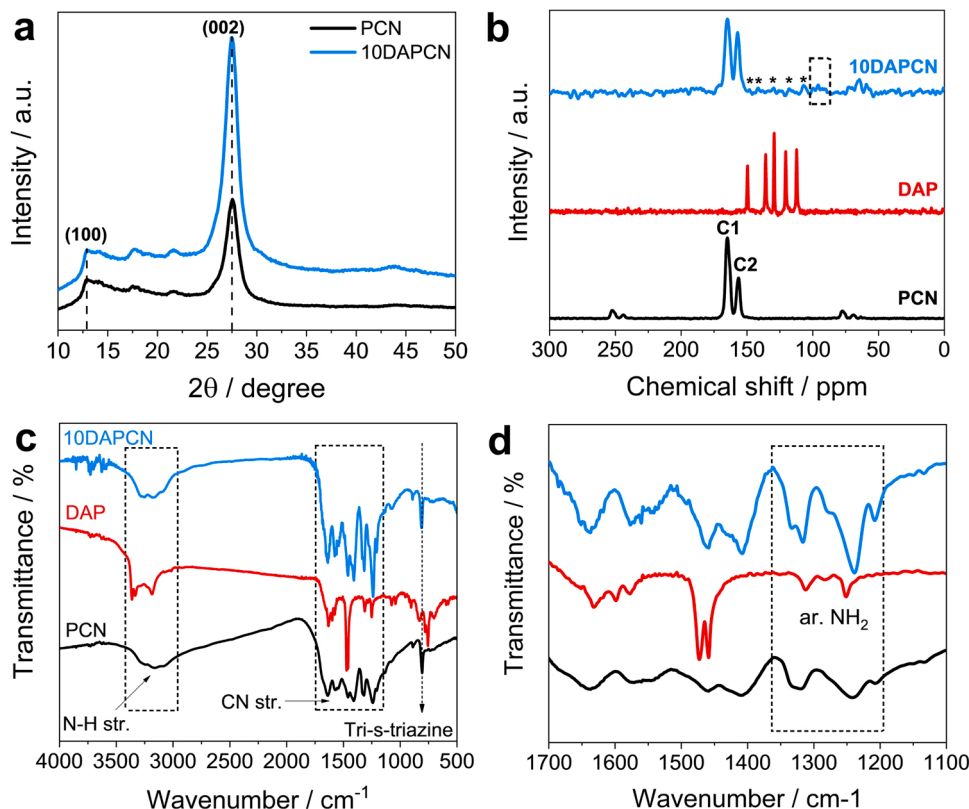 a
(002)
PCN
10DAPCN
(100)
Intensity / a.u.
10 15 20 25 30 35 40 45 50
2θ / degree
b
10DAPCN
** * * *
DAP
C1
C2
PCN
Intensity / a.u.
300 250 200 150 100 50 0
Chemical shift / ppm
c
10DAPCN
DAP
PCN
N-H str.
CN str.
Tri-s-triazine
Transmittance / %
4000 3500 3000 2500 2000 1500 1000 500
Wavenumber / cm-1
d
ar. NH2
Transmittance / %
1700 1600 1500 1400 1300 1200 1100
Wavenumber / cm-1